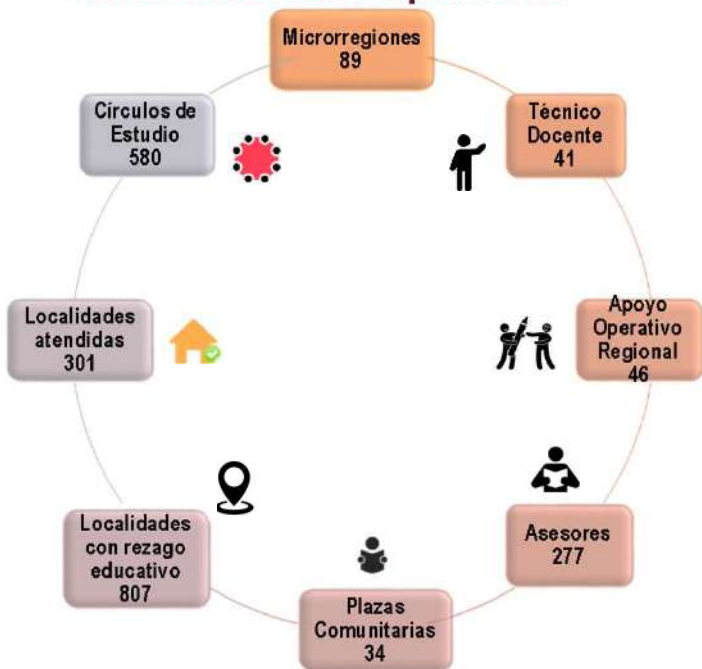 Microrregiones
89
Técnico
Docente
41
Apoyo
Operativo
Regional
46
Asesores
277
Plazas
Comunitarias
34
Localidades
con rezago
educativo
807
Localidades
atendidas
301
Círculos de
Estudio
580